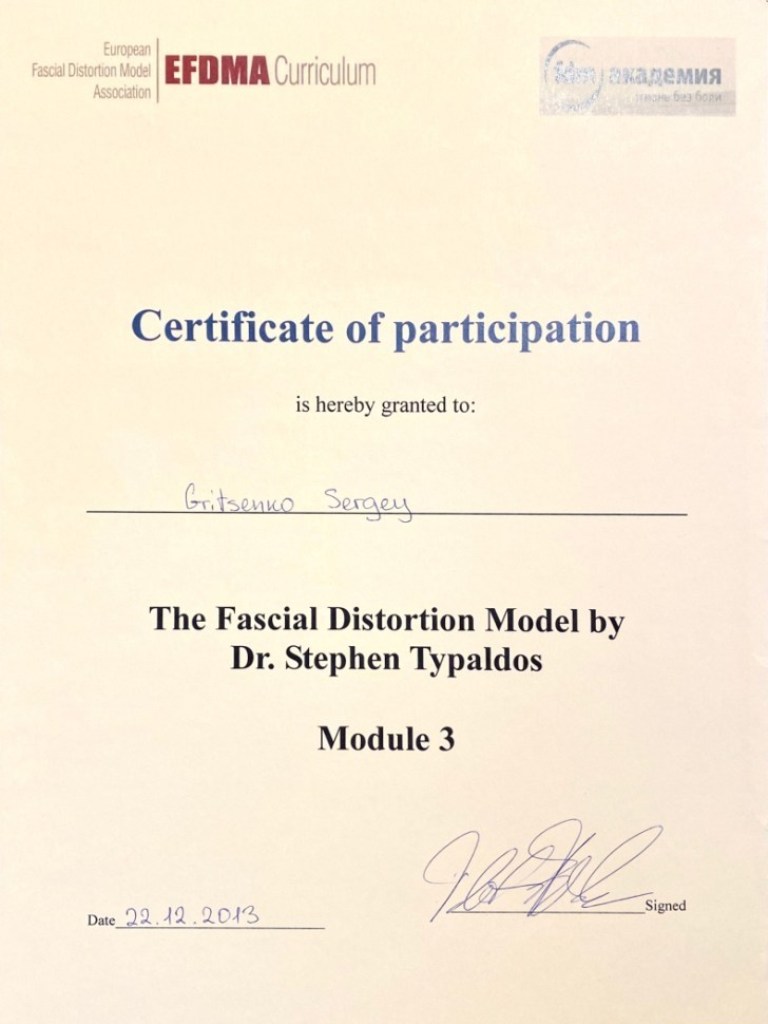 European
Fascial Distortion Model
Association
EFDMA Curriculum
fdm академия
жизнь без боли
Certificate of participation
is hereby granted to:
Gritsenko Sergey
The Fascial Distortion Model by
Dr. Stephen Typaldos
Module 3
Date 22.12.2013
Signed